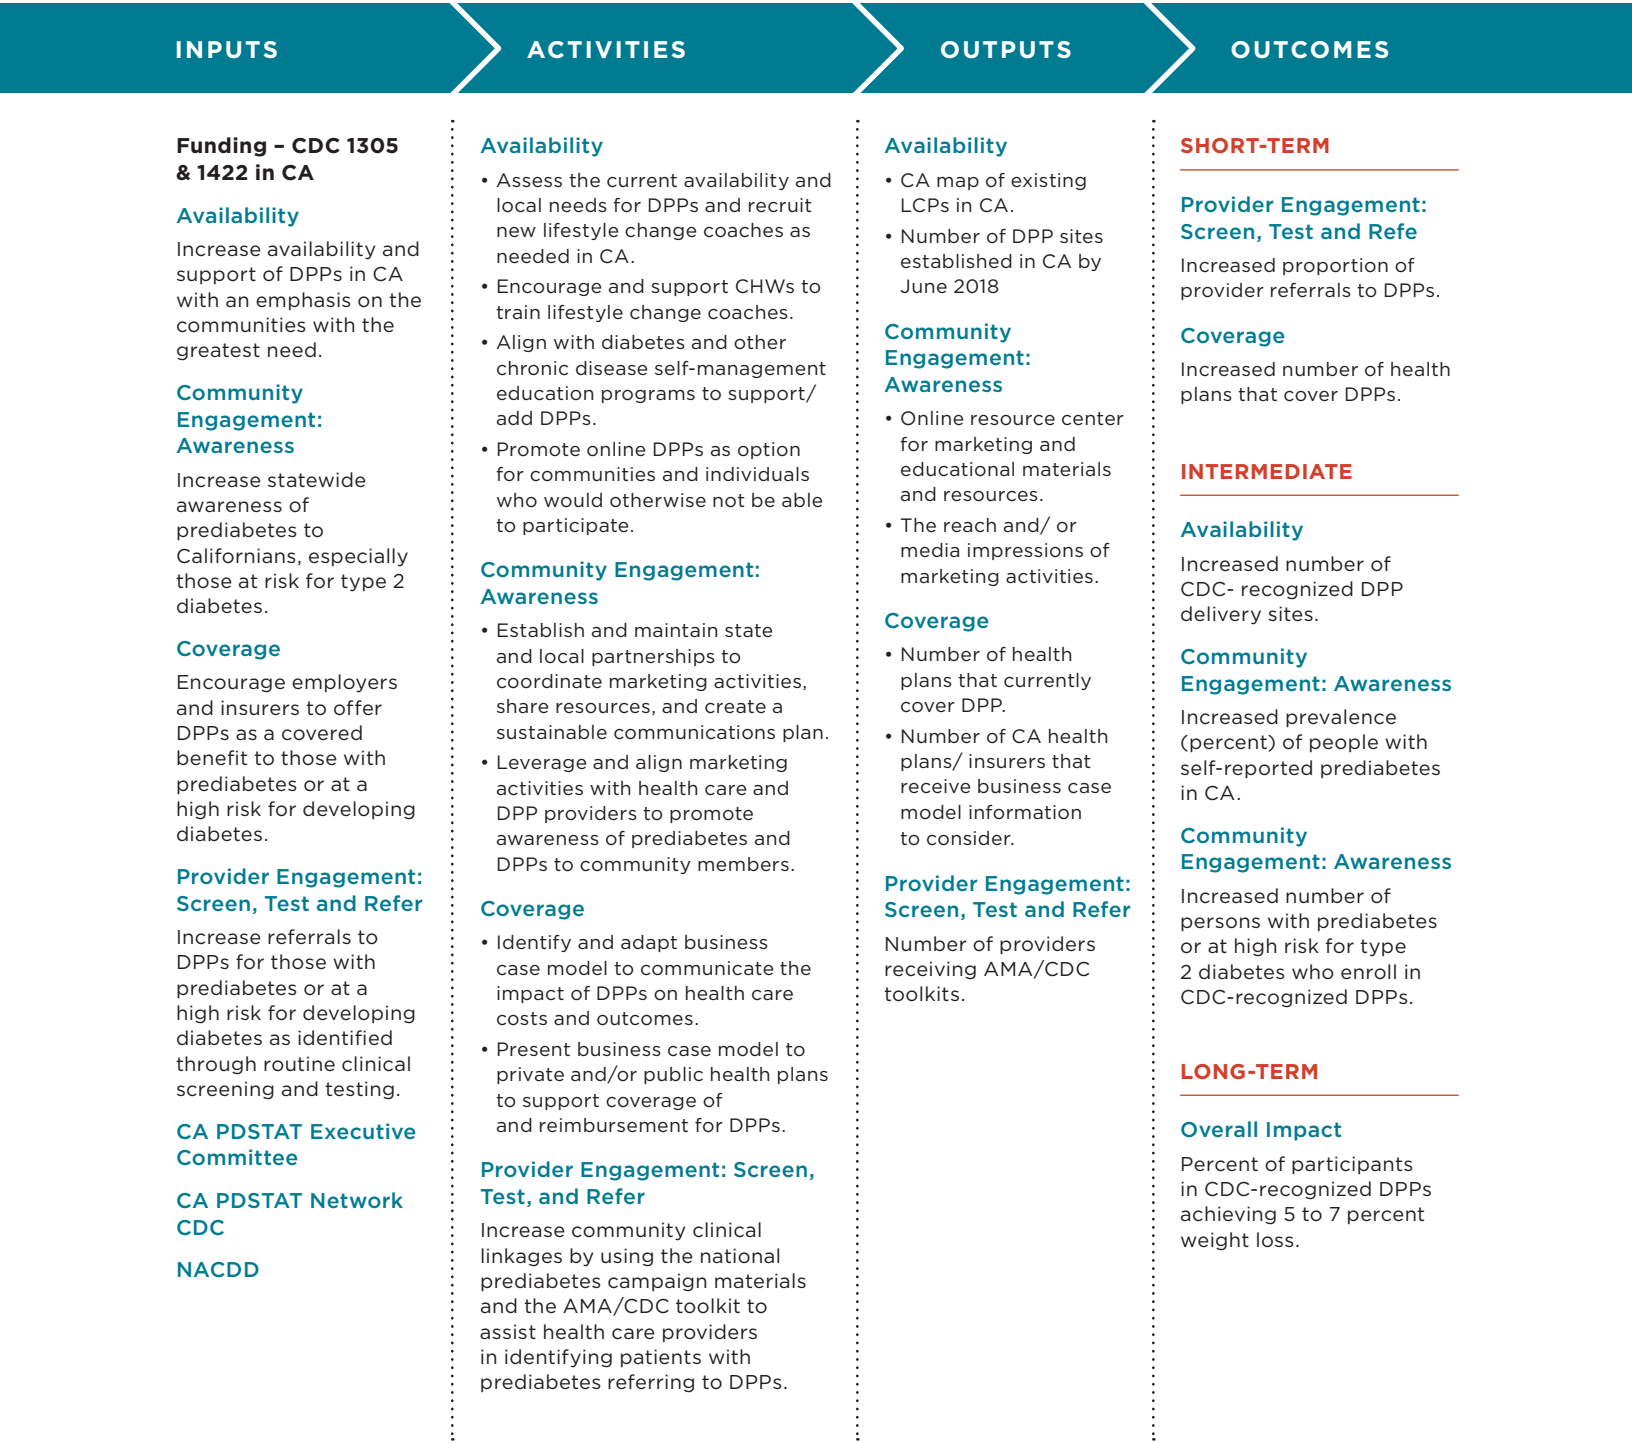 INPUTS
ACTIVITIES
OUTPUTS
OUTCOMES
Funding – CDC 1305
& 1422 in CA
Availability
Increase availability and
support of DPPs in CA
with an emphasis on the
communities with the
greatest need.
Community
Engagement:
Awareness
Increase statewide
awareness of
prediabetes to
Californians, especially
those at risk for type 2
diabetes.
Coverage
Encourage employers
and insurers to offer
DPPs as a covered
benefit to those with
prediabetes or at a
high risk for developing
diabetes.
Provider Engagement:
Screen, Test and Refer
Increase referrals to
DPPs for those with
prediabetes or at a
high risk for developing
diabetes as identified
through routine clinical
screening and testing.
CA PDSTAT Executive
Committee
CA PDSTAT Network
CDC
NACDD
Availability
• Assess the current availability and
local needs for DPPs and recruit
new lifestyle change coaches as
needed in CA.
• Encourage and support CHWs to
train lifestyle change coaches.
• Align with diabetes and other
chronic disease self-management
education programs to support/
add DPPs.
• Promote online DPPs as option
for communities and individuals
who would otherwise not be able
to participate.
Community Engagement:
Awareness
• Establish and maintain state
and local partnerships to
coordinate marketing activities,
share resources, and create a
sustainable communications plan.
• Leverage and align marketing
activities with health care and
DPP providers to promote
awareness of prediabetes and
DPPs to community members.
Coverage
• Identify and adapt business
case model to communicate the
impact of DPPs on health care
costs and outcomes.
• Present business case model to
private and/or public health plans
to support coverage of
and reimbursement for DPPs.
Provider Engagement: Screen,
Test, and Refer
Increase community clinical
linkages by using the national
prediabetes campaign materials
and the AMA/CDC toolkit to
assist health care providers
in identifying patients with
prediabetes referring to DPPs.
Availability
• CA map of existing
LCPs in CA.
• Number of DPP sites
established in CA by
June 2018
Community
Engagement:
Awareness
• Online resource center
for marketing and
educational materials
and resources.
• The reach and/ or
media impressions of
marketing activities.
Coverage
• Number of health
plans that currently
cover DPP.
• Number of CA health
plans/ insurers that
receive business case
model information
to consider.
Provider Engagement:
Screen, Test and Refer
Number of providers
receiving AMA/CDC
toolkits.
SHORT-TERM
Provider Engagement:
Screen, Test and Refe
Increased proportion of
provider referrals to DPPs.
Coverage
Increased number of health
plans that cover DPPs.
INTERMEDIATE
Availability
Increased number of
CDC- recognized DPP
delivery sites.
Community
Engagement: Awareness
Increased prevalence
(percent) of people with
self-reported prediabetes
in CA.
Community
Engagement: Awareness
Increased number of
persons with prediabetes
or at high risk for type
2 diabetes who enroll in
CDC-recognized DPPs.
LONG-TERM
Overall Impact
Percent of participants
in CDC-recognized DPPs
achieving 5 to 7 percent
weight loss.